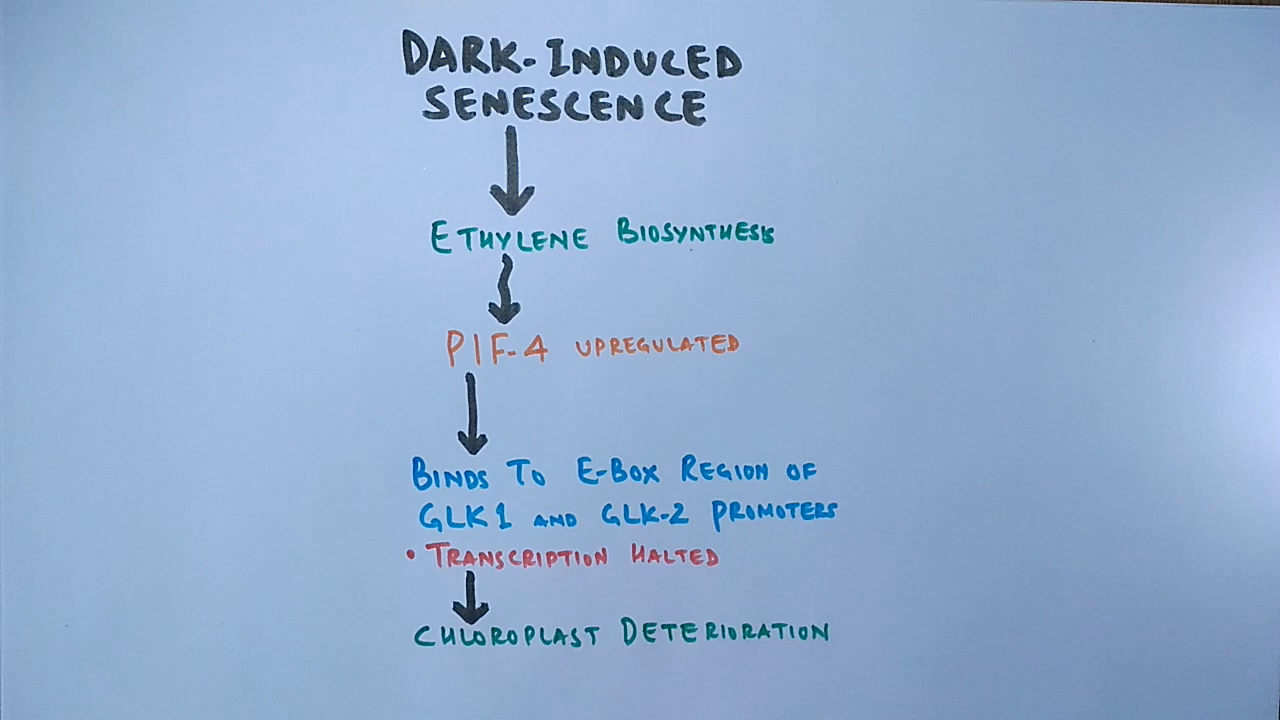 DARK-INDUCED
SENESCENCE
ETHYLENE BIOSYNTHESIS
PIF-4 UPREGULATED
BINDS TO E-BOX REGION OF
GLK1 AND GLK-2 PROMOTERS
• TRANSCRIPTION HALTED
CHLOROPLAST DETERIORATION